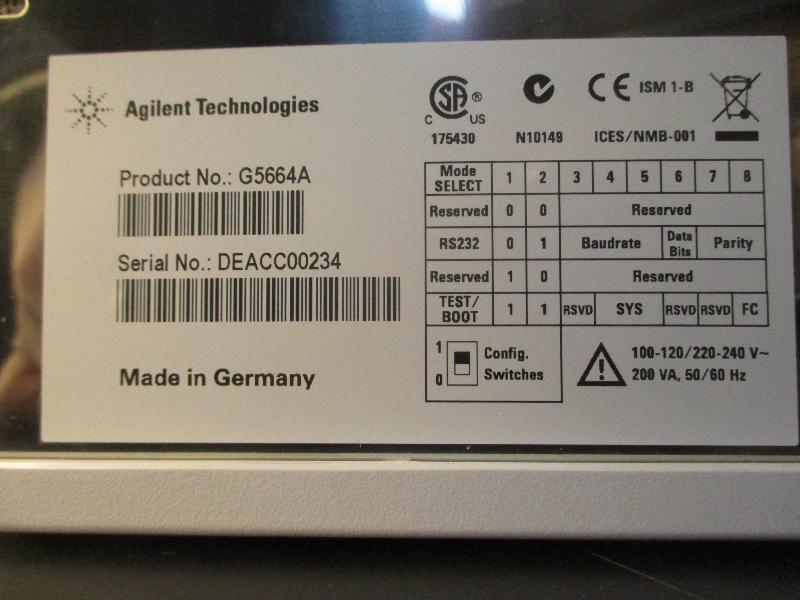 Agilent Technologies
Product No.: G5664A
Serial No.: DEACC00234
Made in Germany
CSA ® C US
175430
N10149
CE ISM 1-B
ICES/NMB-001
Mode SELECT 1 2 3 4 5 6 7 8
Reserved 0 0 Reserved
RS232 0 1 Baudrate Data Bits Parity
Reserved 1 0 Reserved
TEST/BOOT 1 1 RSVD SYS RSVD RSVD FC
1
0
Config.
Switches
100-120/220-240 V~
200 VA, 50/60 Hz